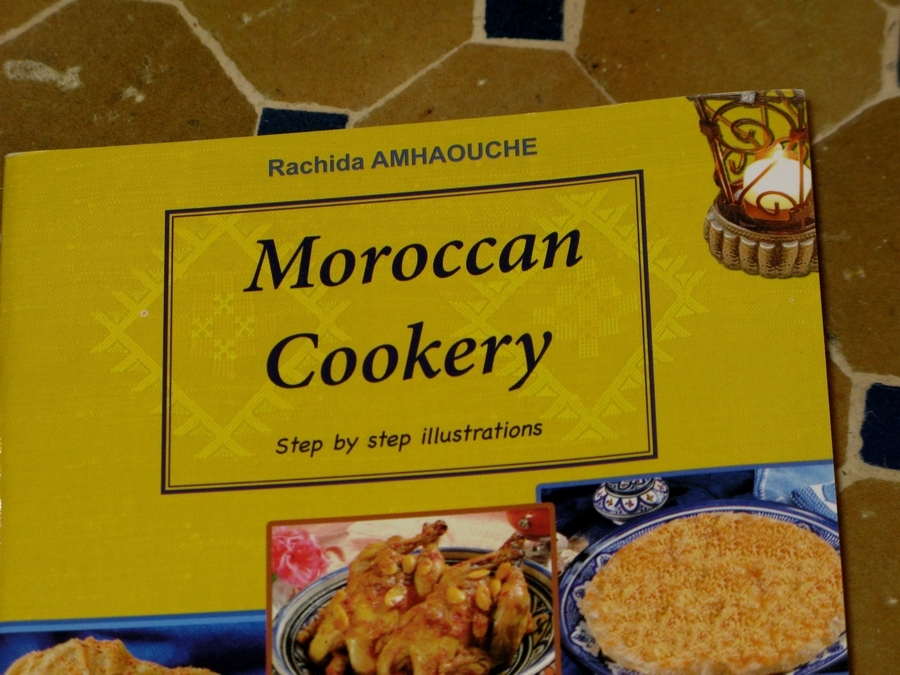 Rachida AMHAOUCHE
Moroccan
Cookery
Step by step illustrations